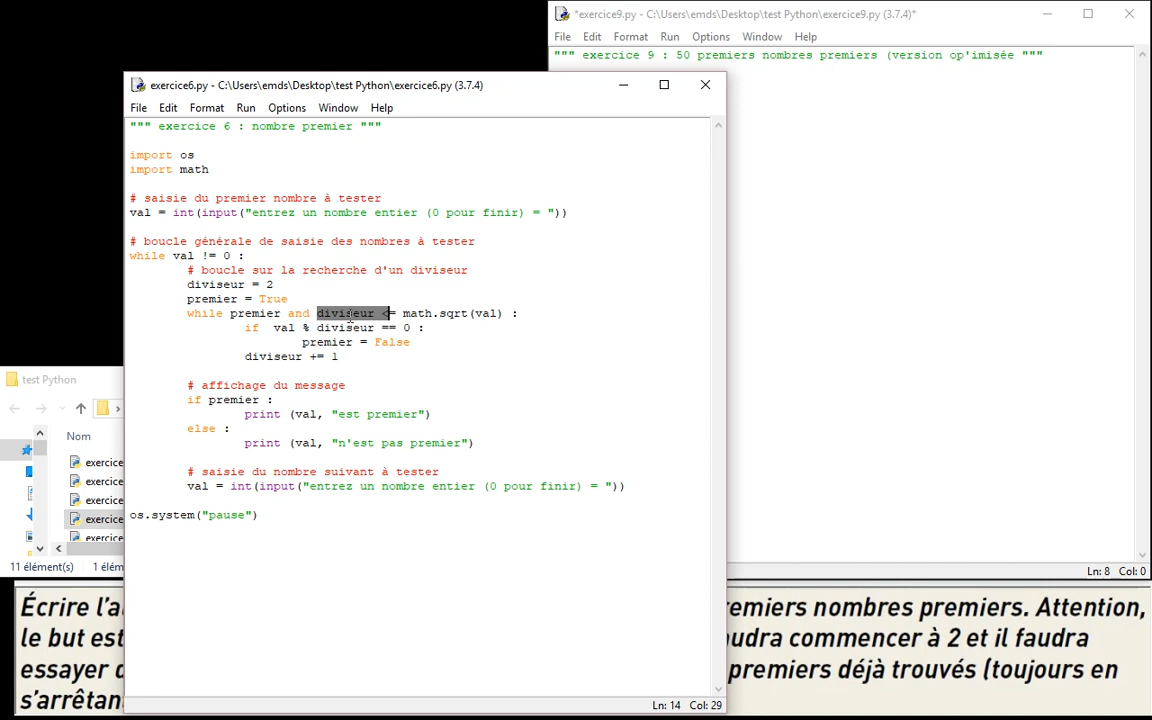 *exercice9.py - C:\Users\emds\Desktop\test Python\exercice9.py (3.7.4)*
File Edit Format Run Options Window Help
""" exercice 9 : 50 premiers nombres premiers (version op'imisée """
exercice6.py - C:\Users\emds\Desktop\test Python\exercice6.py (3.7.4)
File Edit Format Run Options Window Help
""" exercice 6 : nombre premier """
import os
import math
# saisie du premier nombre à tester
val = int(input("entrez un nombre entier (0 pour finir) = "))
# boucle générale de saisie des nombres à tester
while val != 0 :
# boucle sur la recherche d'un diviseur
diviseur = 2
premier = True
while premier and diviseur <= math.sqrt(val) :
if  val % diviseur == 0 :
premier = False
diviseur += 1
# affichage du message
if premier :
print (val, "est premier")
else :
print (val, "n'est pas premier")
# saisie du nombre suivant à tester
val = int(input("entrez un nombre entier (0 pour finir) = "))
os.system("pause")
Ln: 14 Col: 29
test Python
Nom
exercice
exercice
exercice
exercice
exercice
11 élément(s) 1 élém
Ln: 8 Col: 0
Écrire l'a emiers nombres premiers. Attention,
le but est audra commencer à 2 et il faudra
essayer premiers déjà trouvés (toujours en
s'arrêtan